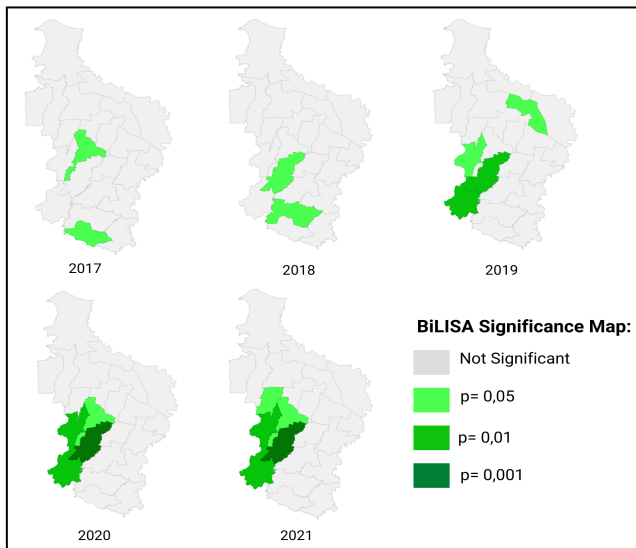 2017
2018
2019
BiLISA Significance Map:
Not Significant
p= 0,05
p= 0,01
p= 0,001
2020
2021